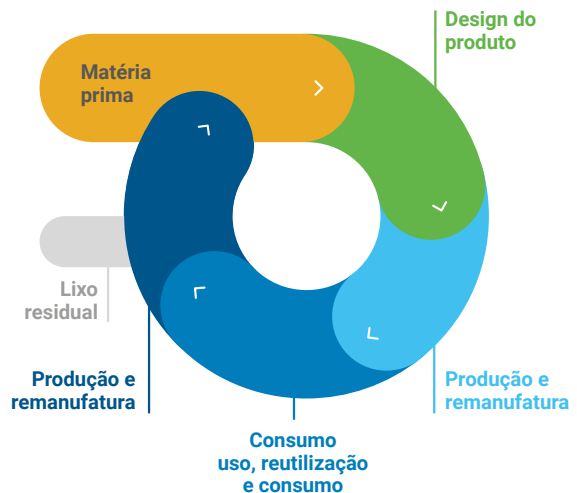 Design do
produto
Matéria
prima
Lixo
residual
Produção e
remanufatura
Produção e
remanufatura
Consumo
uso, reutilização
e consumo